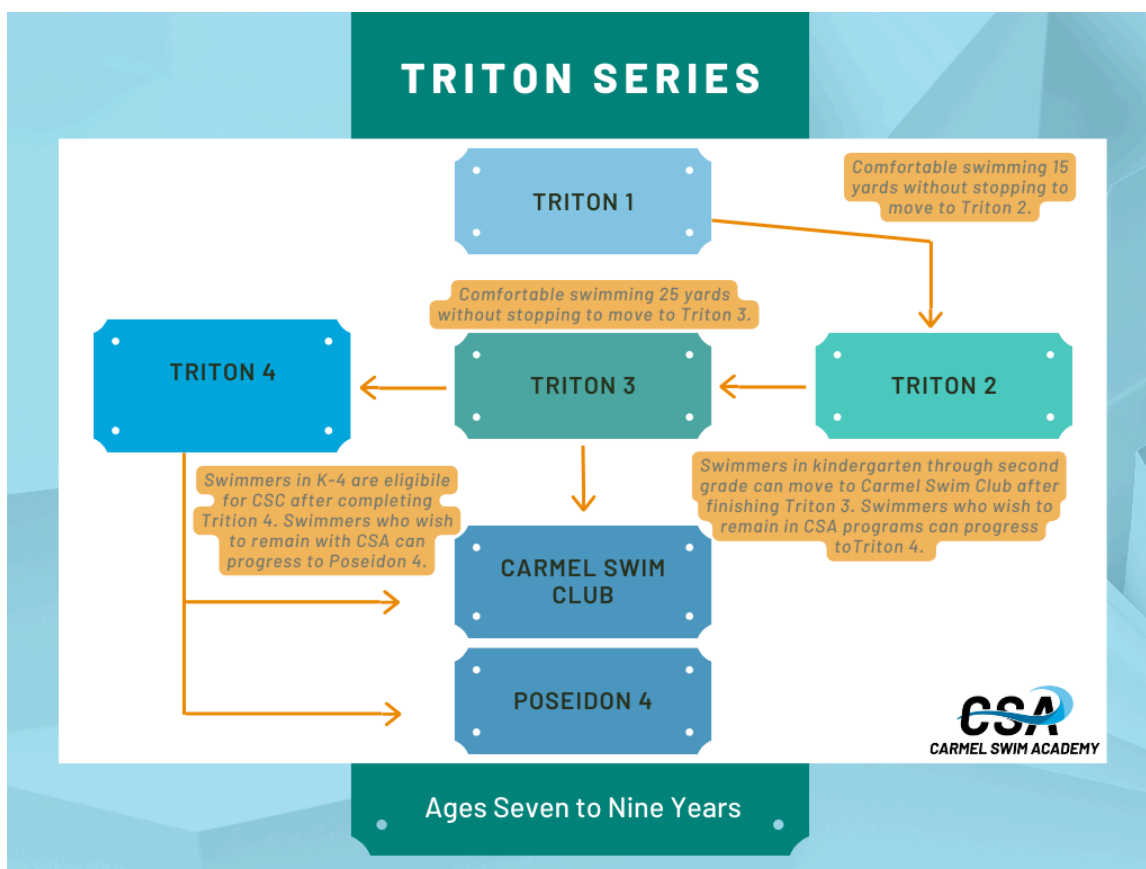 TRITON SERIES
TRITON 1
Comfortable swimming 15
yards without stopping to
move to Triton 2.
Comfortable swimming 25 yards
without stopping to move to Triton 3.
TRITON 4
TRITON 3
TRITON 2
Swimmers in K-4 are eligibile
for CSC after completing
Trition 4. Swimmers who wish
to remain with CSA can
progress to Poseidon 4.
Swimmers in kindergarten through second
grade can move to Carmel Swim Club after
finishing Triton 3. Swimmers who wish to
remain in CSA programs can progress
toTriton 4.
CARMEL SWIM
CLUB
POSEIDON 4
CSA
CARMEL SWIM ACADEMY
Ages Seven to Nine Years